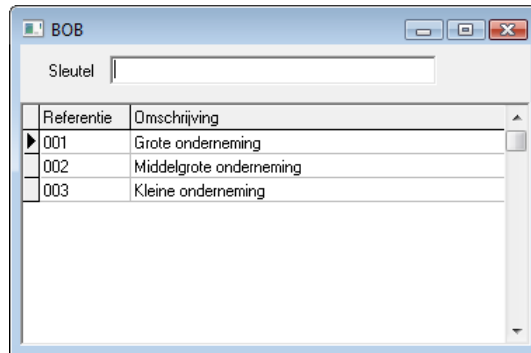 BOB
Sleutel
Referentie Omschrijving
001 Grote onderneming
002 Middelgrote onderneming
003 Kleine onderneming